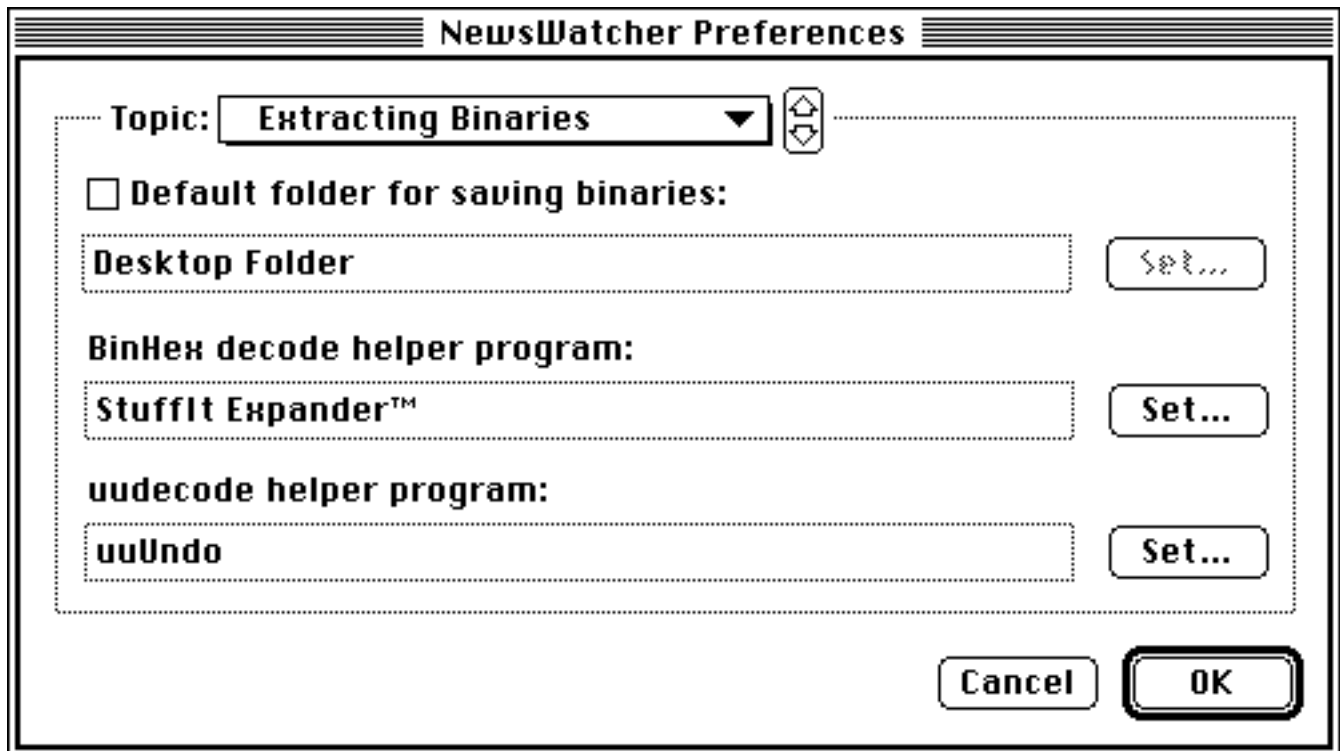 NewsWatcher Preferences
Topic: Extracting Binaries
Default folder for saving binaries:
Desktop Folder Set...
BinHex decode helper program:
StuffIt Expander™ Set...
uudecode helper program:
uuUndo Set...
Cancel OK